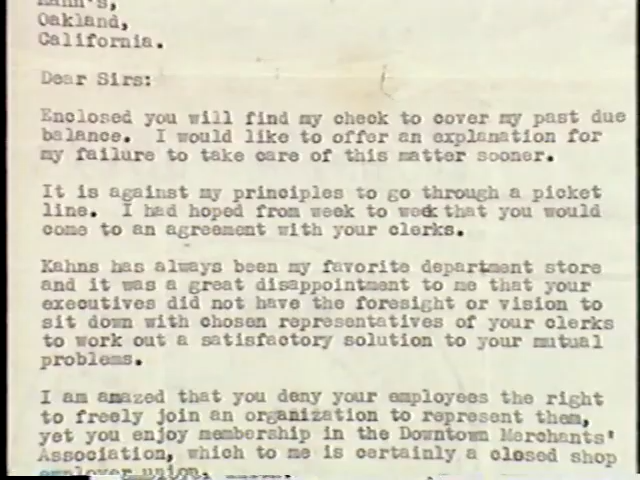 Kahn's,
Oakland,
California.
Dear Sirs:
Enclosed you will find my check to cover my past due
balance. I would like to offer an explanation for
my failure to take care of this matter sooner.
It is against my principles to go through a picket
line. I had hoped from week to week that you would
come to an agreement with your clerks.
Kahns has always been my favorite department store
and it was a great disappointment to me that your
executives did not have the foresight or vision to
sit down with chosen representatives of your clerks
to work out a satisfactory solution to your mutual
problems.
I am amazed that you deny your employees the right
to freely join an organization to represent them,
yet you enjoy membership in the Downtown Merchants'
Association, which to me is certainly a closed shop
employer union.